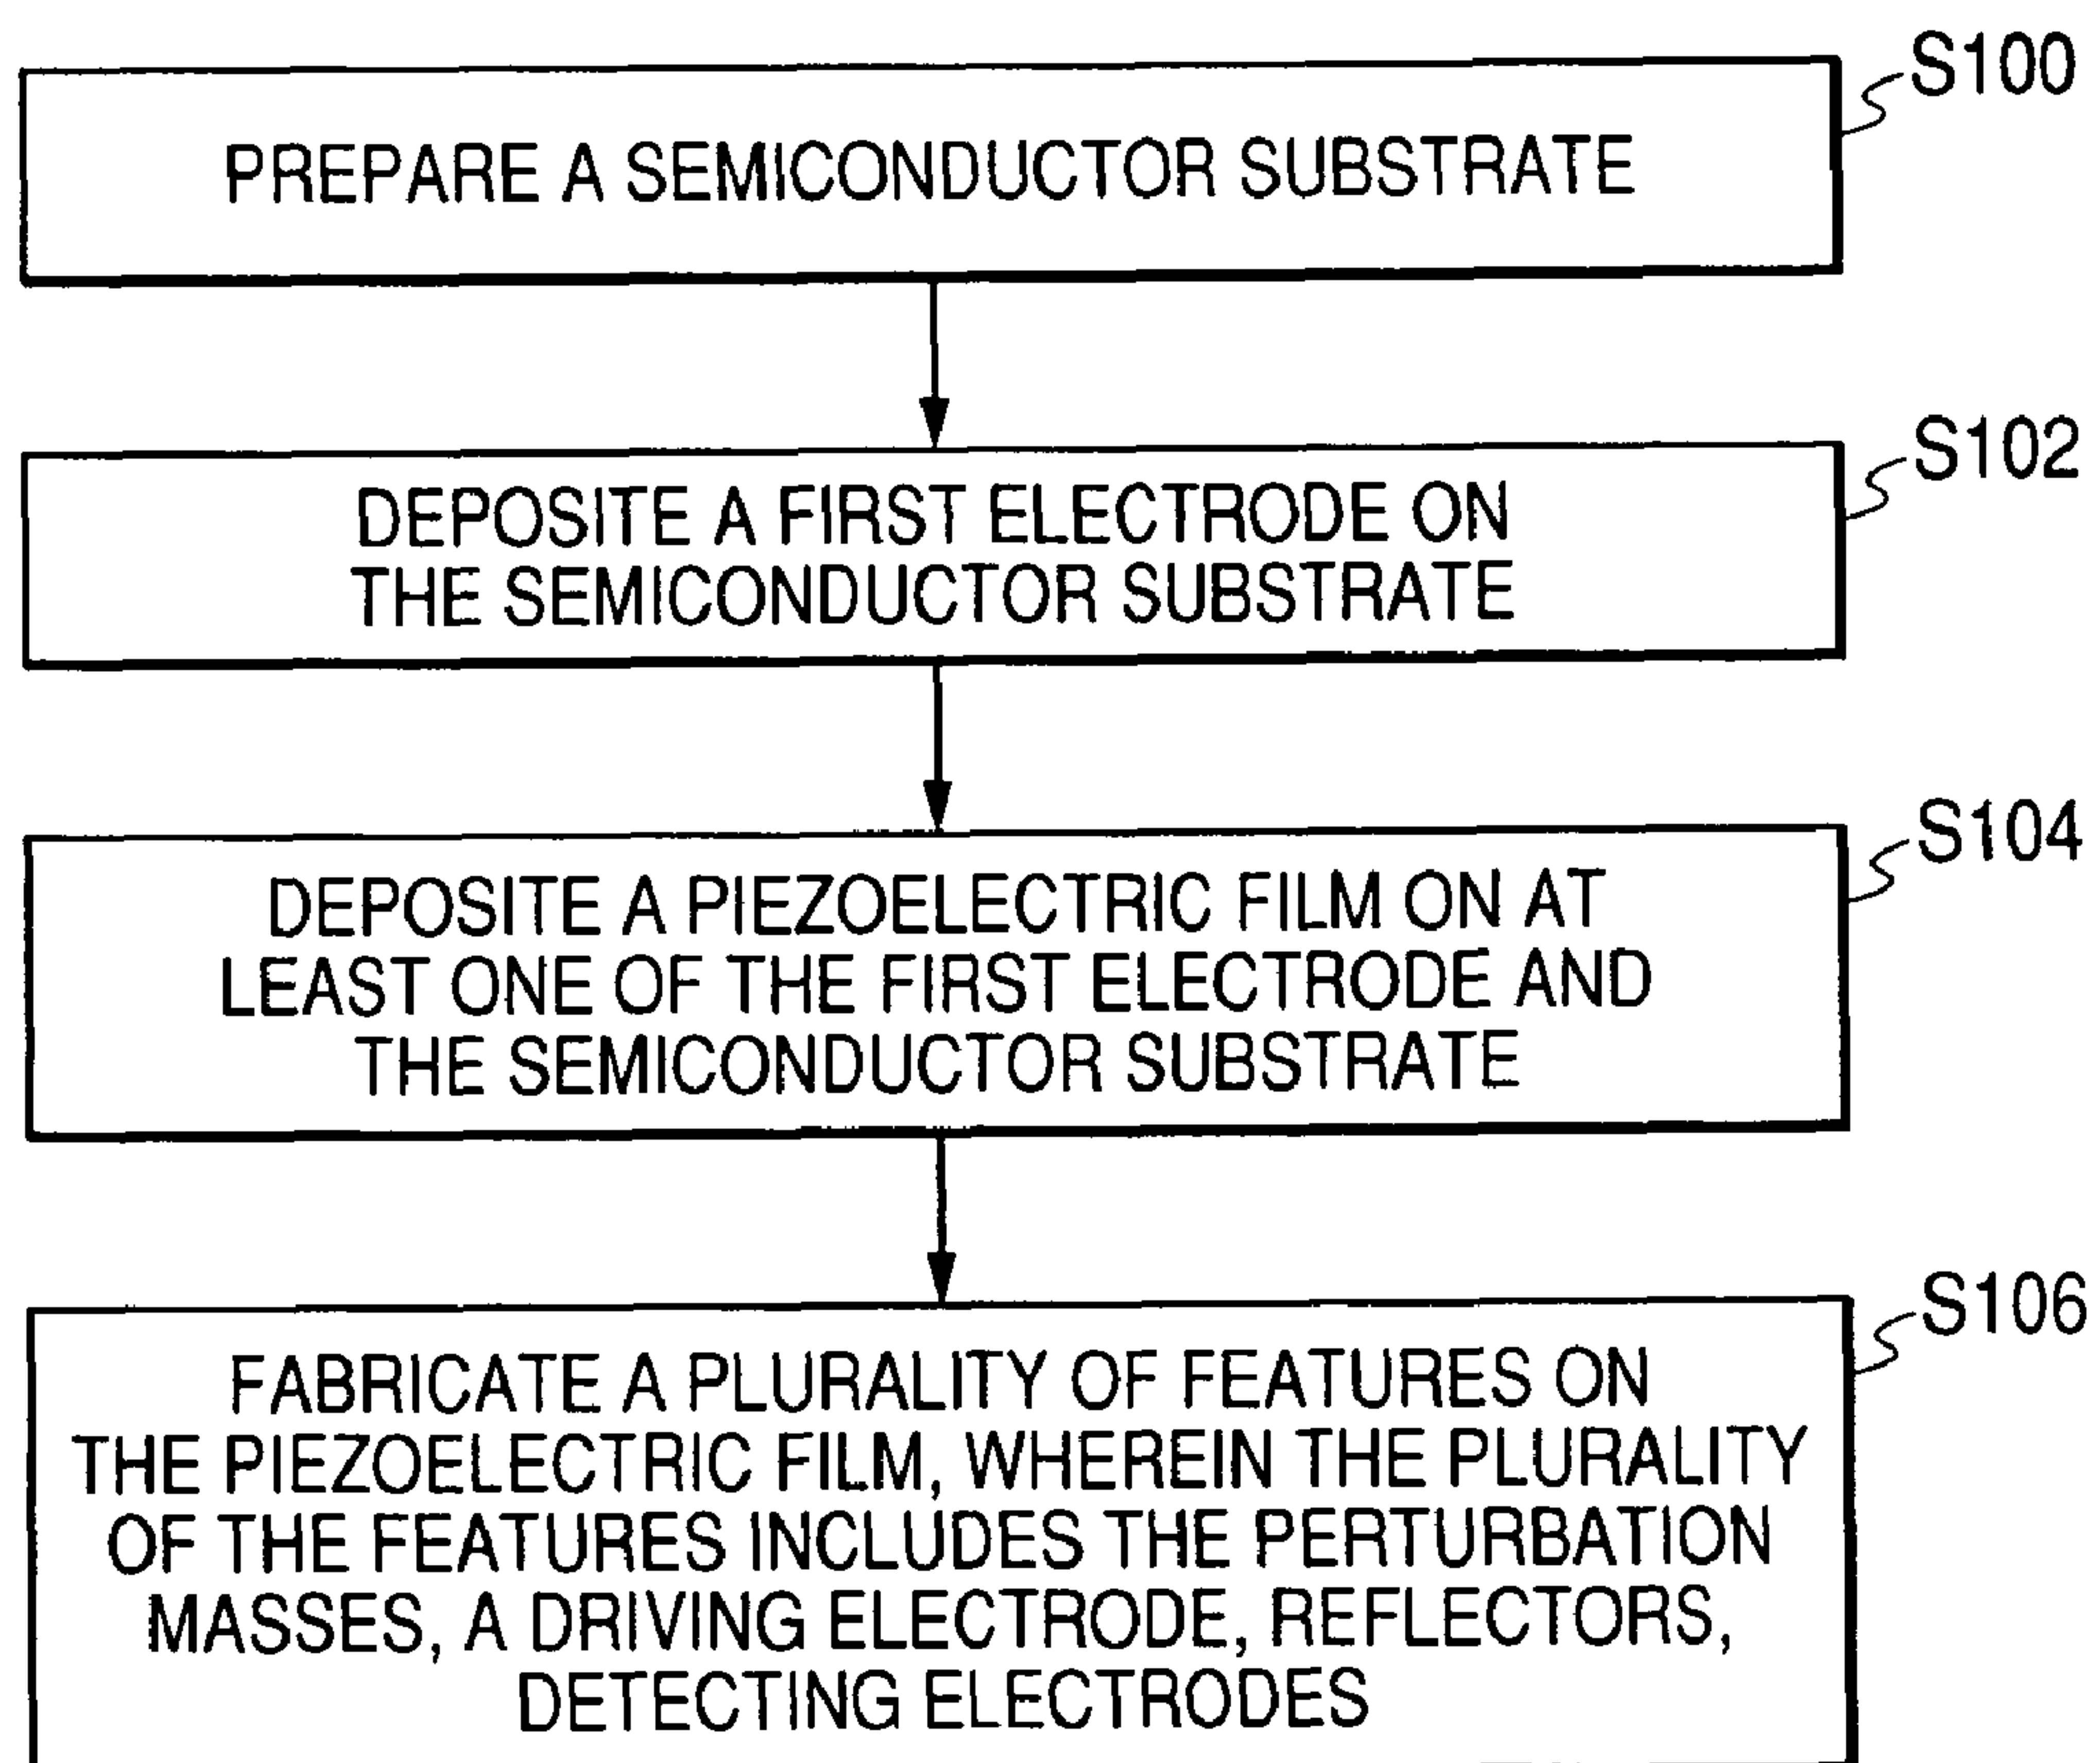 S100
PREPARE A SEMICONDUCTOR SUBSTRATE
S102
DEPOSITE A FIRST ELECTRODE ON
THE SEMICONDUCTOR SUBSTRATE
S104
DEPOSITE A PIEZOELECTRIC FILM ON AT
LEAST ONE OF THE FIRST ELECTRODE AND
THE SEMICONDUCTOR SUBSTRATE
S106
FABRICATE A PLURALITY OF FEATURES ON
THE PIEZOELECTRIC FILM, WHEREIN THE PLURALITY
OF THE FEATURES INCLUDES THE PERTURBATION
MASSES, A DRIVING ELECTRODE, REFLECTORS,
DETECTING ELECTRODES